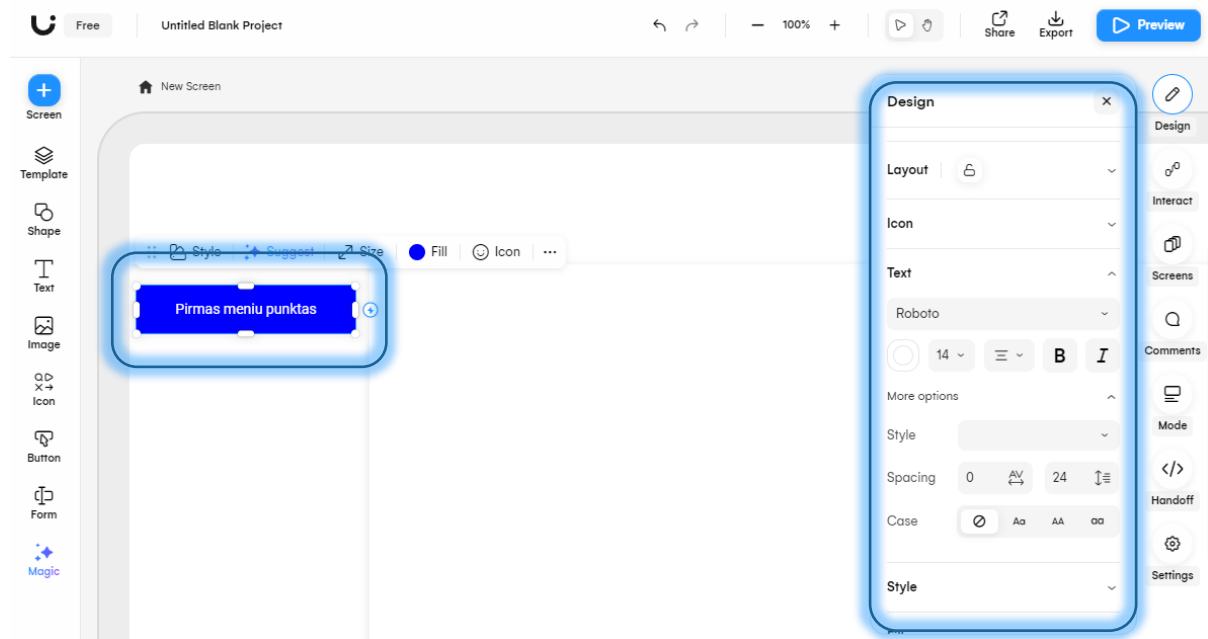 Free
Untitled Blank Project
100%
Share
Export
Preview
Screen
Template
Shape
Text
Image
Icon
Button
Form
Magic
New Screen
Style
Suggest
Size
Fill
Icon
Pirmas meniu punktas
Design
Layout
Icon
Text
Roboto
14
B
I
More options
Style
Spacing
0
AV
24
Case
Aa
AA
aa
Style
Design
Interact
Screens
Comments
Mode
Handoff
Settings